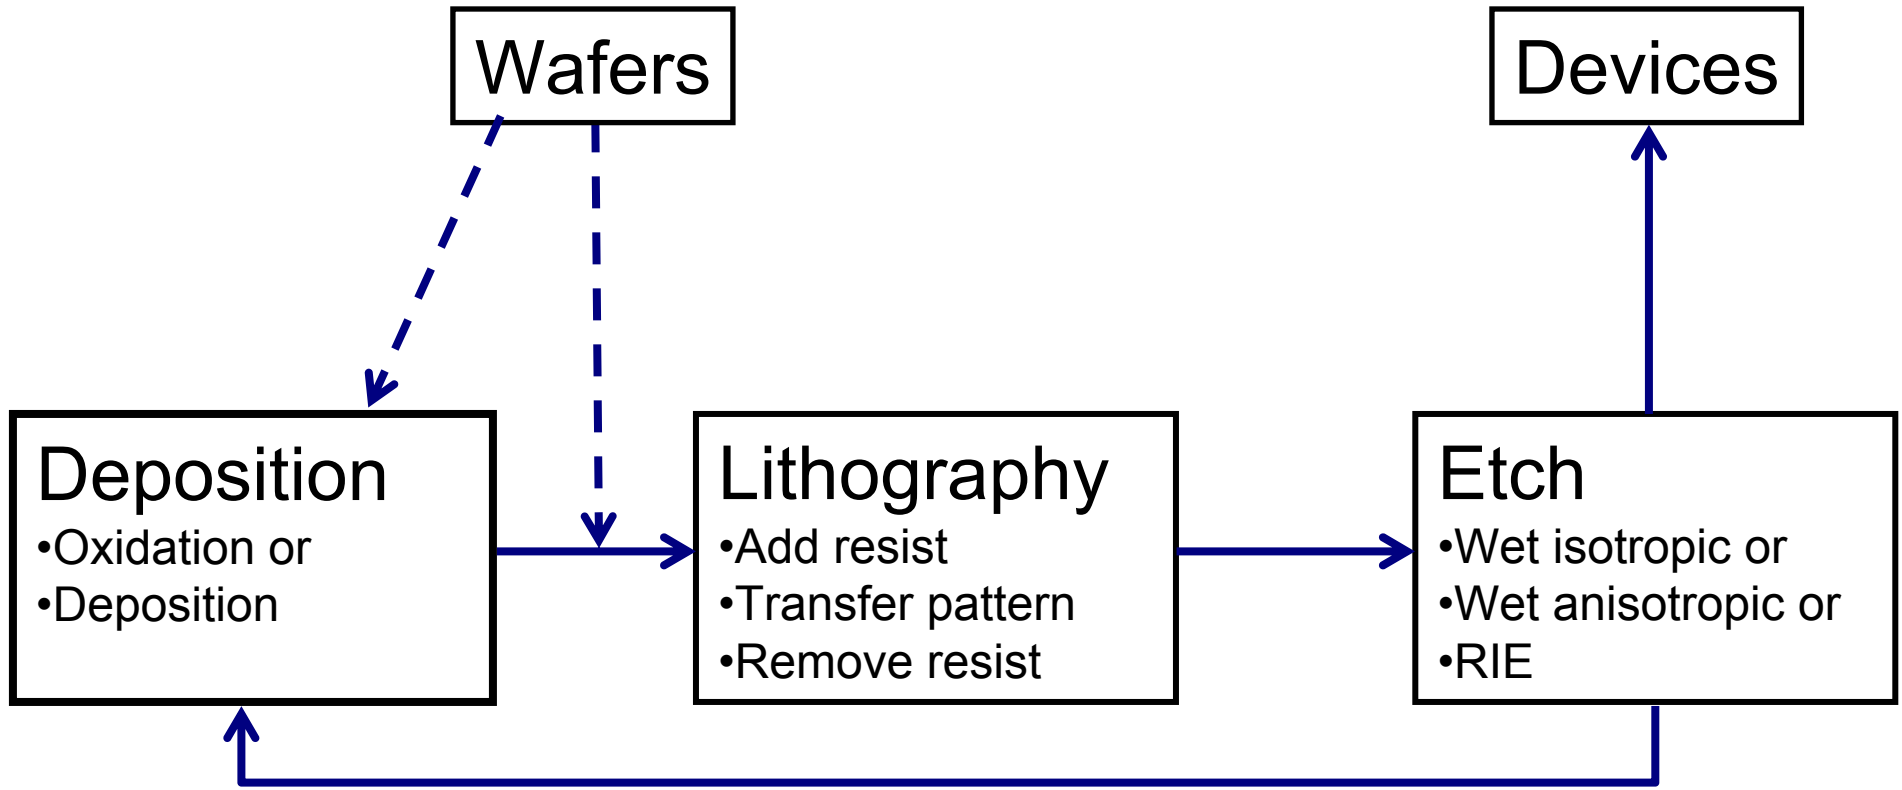 Wafers
Devices
Deposition
•Oxidation or
•Deposition
Lithography
•Add resist
•Transfer pattern
•Remove resist
Etch
•Wet isotropic or
•Wet anisotropic or
•RIE